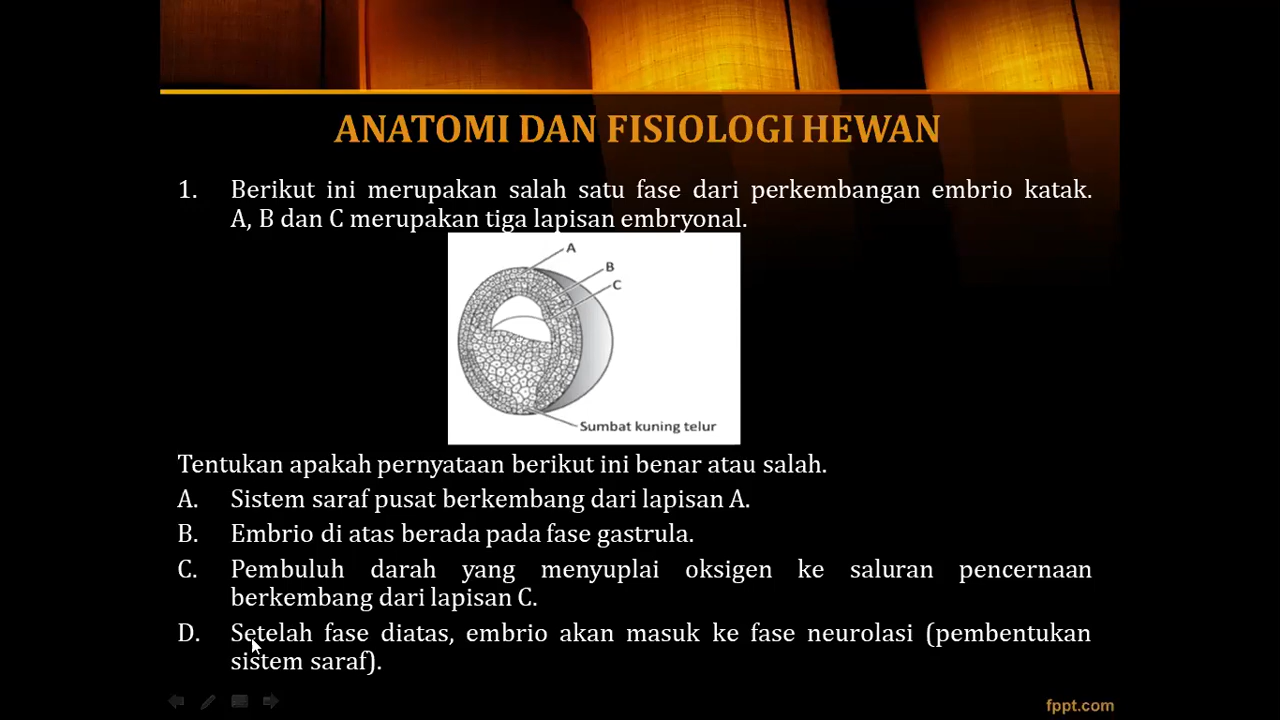 ANATOMI DAN FISIOLOGI HEWAN
1. Berikut ini merupakan salah satu fase dari perkembangan embrio katak.
A, B dan C merupakan tiga lapisan embryonal.
A
B
C
Sumbat kuning telur
Tentukan apakah pernyataan berikut ini benar atau salah.
A. Sistem saraf pusat berkembang dari lapisan A.
B. Embrio di atas berada pada fase gastrula.
C. Pembuluh darah yang menyuplai oksigen ke saluran pencernaan
berkembang dari lapisan C.
D. Setelah fase diatas, embrio akan masuk ke fase neurolasi (pembentukan
sistem saraf).
fppt.com